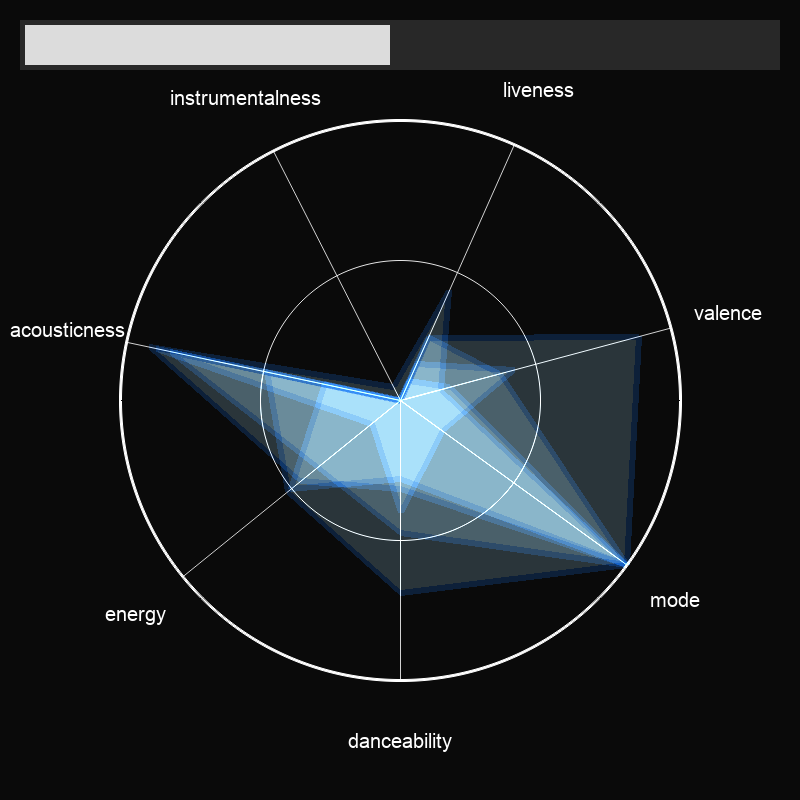 liveness
instrumentalness
valence
acousticness
mode
energy
danceability